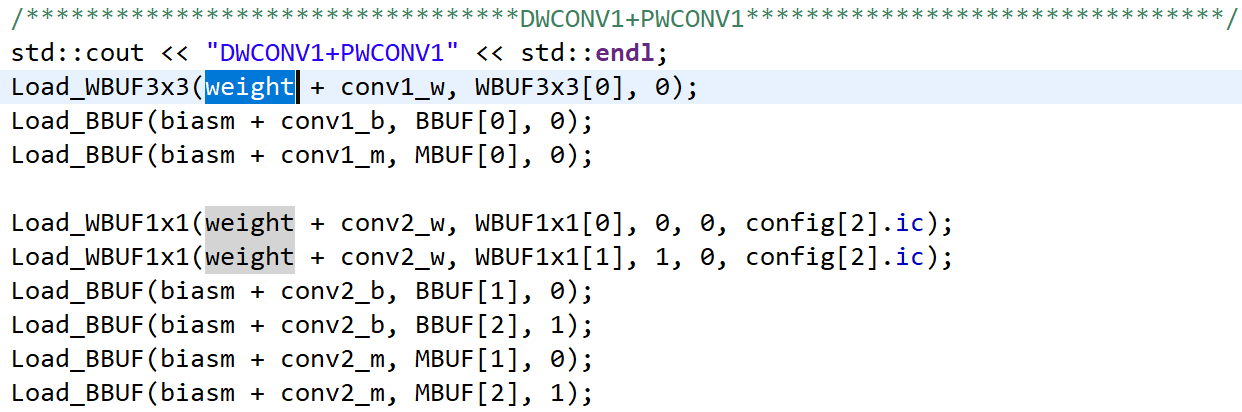 /*********************************DWCONV1+PWCONV1********************************/
std::cout << "DWCONV1+PWCONV1" << std::endl;
Load_WBUF3x3(weight + conv1_w, WBUF3x3[0], 0);
Load_BBUF(biasm + conv1_b, BBUF[0], 0);
Load_BBUF(biasm + conv1_m, MBUF[0], 0);
Load_WBUF1x1(weight + conv2_w, WBUF1x1[0], 0, 0, config[2].ic);
Load_WBUF1x1(weight + conv2_w, WBUF1x1[1], 1, 0, config[2].ic);
Load_BBUF(biasm + conv2_b, BBUF[1], 0);
Load_BBUF(biasm + conv2_b, BBUF[2], 1);
Load_BBUF(biasm + conv2_m, MBUF[1], 0);
Load_BBUF(biasm + conv2_m, MBUF[2], 1);